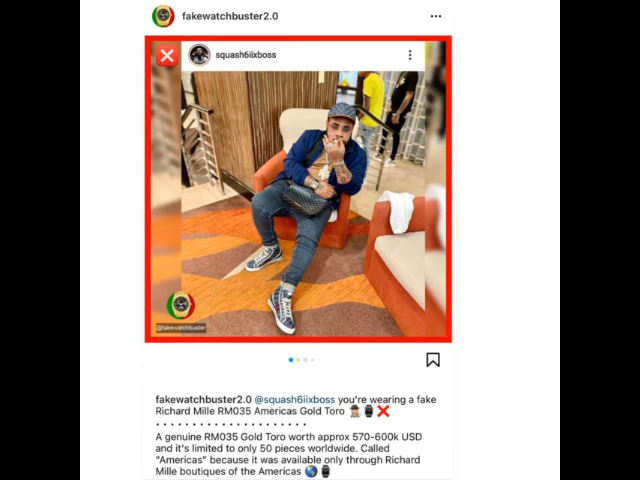 fakewatchbuster2.0
squash6iixboss
@fakewatchbuster
fakewatchbuster2.0 @squash6iixboss you're wearing a fake
Richard Mille RM035 Americas Gold Toro 🕵️⌚❌
• • • • • • • • • • • • • • • • • • • • • •
A genuine RM035 Gold Toro worth approx 570-600k USD
and it's limited to only 50 pieces worldwide. Called
"Americas" because it was available only through Richard
Mille boutiques of the Americas 🌎⌚